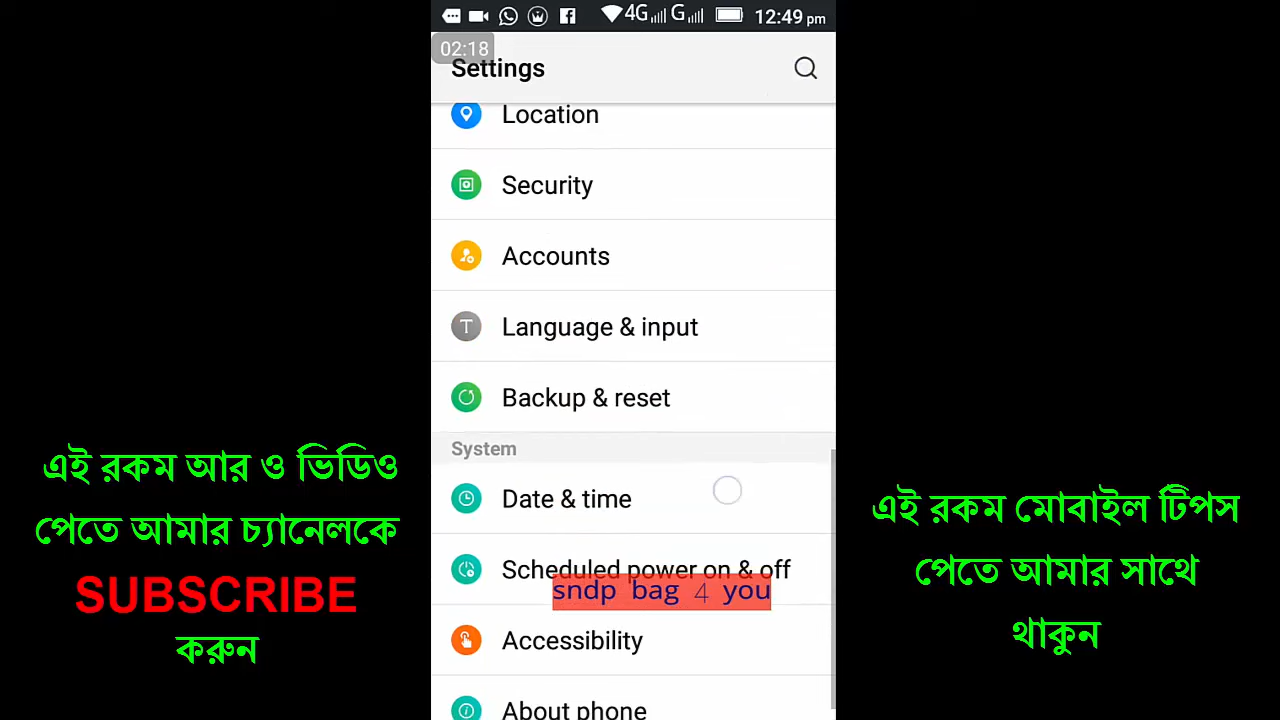 4G G 12:49 pm
02:18
Settings
Location
Security
Accounts
Language & input
Backup & reset
System
Date & time
Scheduled power on & off
sndp bag 4 you
Accessibility
About phone
এই রকম আর ও ভিডিও
পেতে আমার চ্যানেলকে
SUBSCRIBE
করুন
এই রকম মোবাইল টিপস
পেতে আমার সাথে
থাকুন